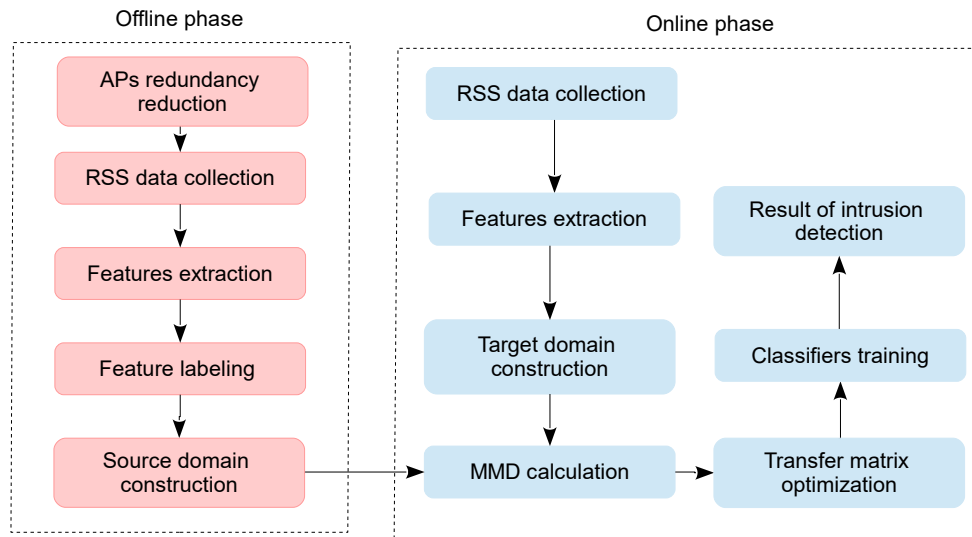 Offline phase
APs redundancy
reduction
RSS data collection
Features extraction
Feature labeling
Source domain
construction
Online phase
RSS data collection
Features extraction
Target domain
construction
MMD calculation
Transfer matrix
optimization
Classifiers training
Result of intrusion
detection